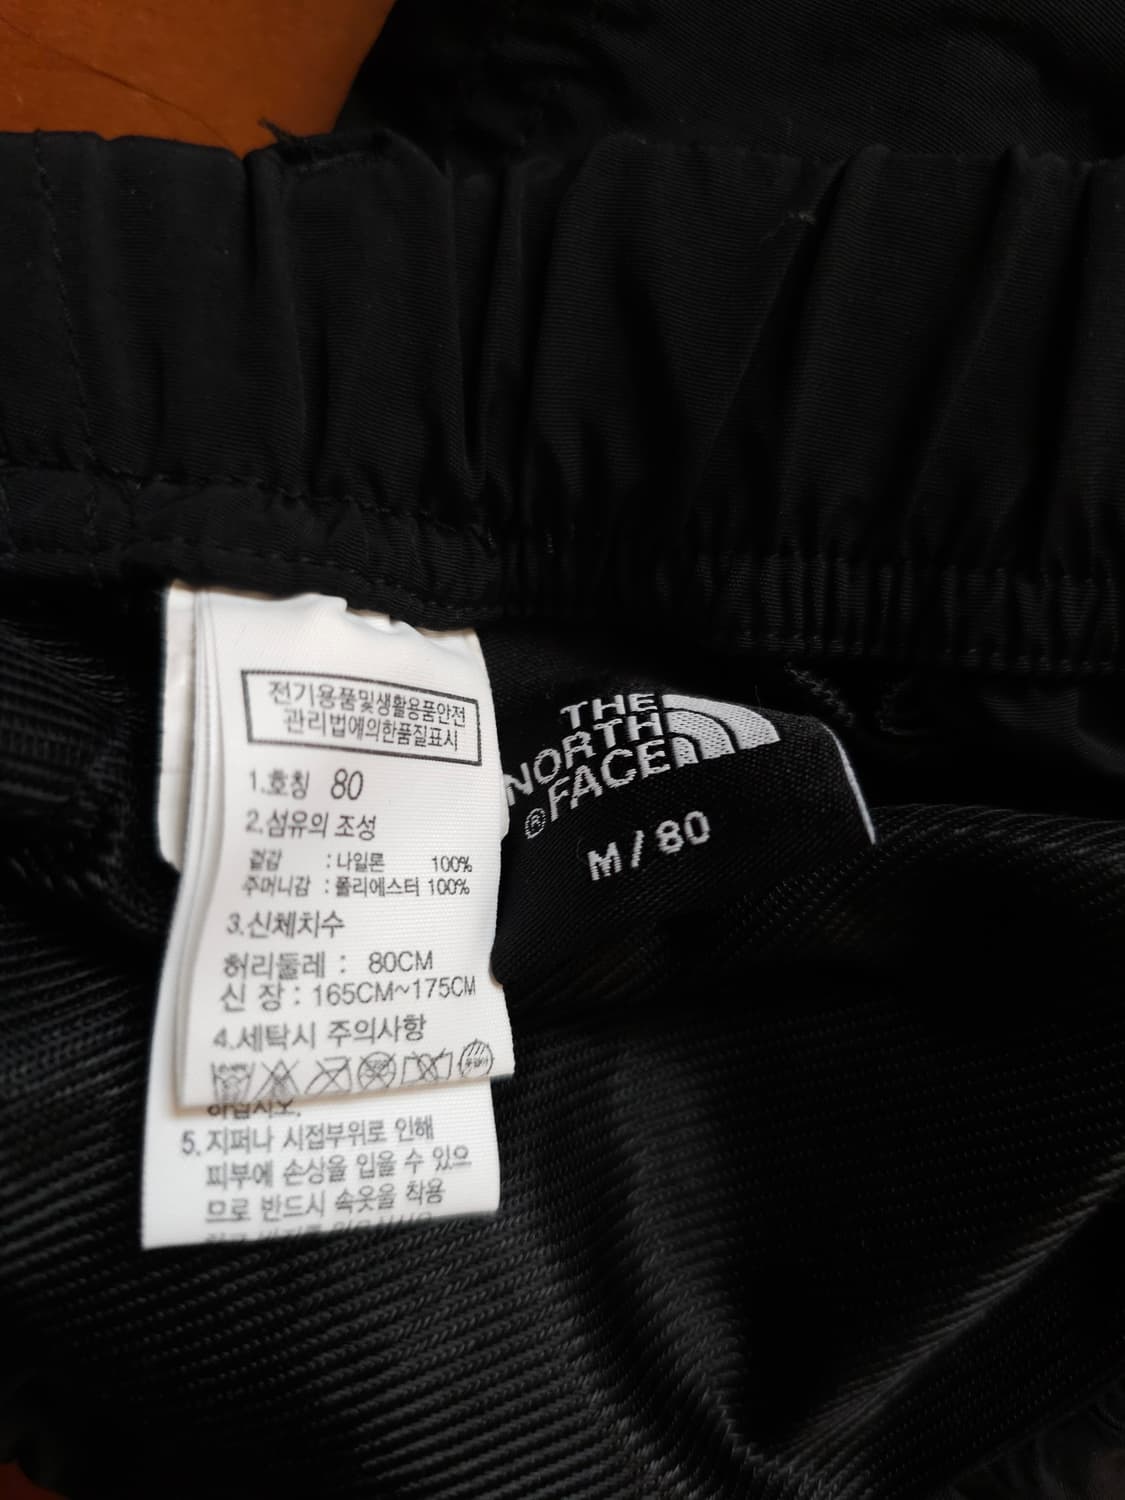 전기용품및생활용품안전
관리법에의한품질표시
1.호칭 80
2.섬유의 조성
겉감 : 나일론 100%
주머니감 : 폴리에스터 100%
3.신체치수
허리둘레 : 80CM
신 장 : 165CM~175CM
4.세탁시 주의사항
하십시오.
5.지퍼나 시접부위로 인해
피부에 손상을 입을 수 있으
므로 반드시 속옷을 착용
THE
NORTH
FACE
®
M/80